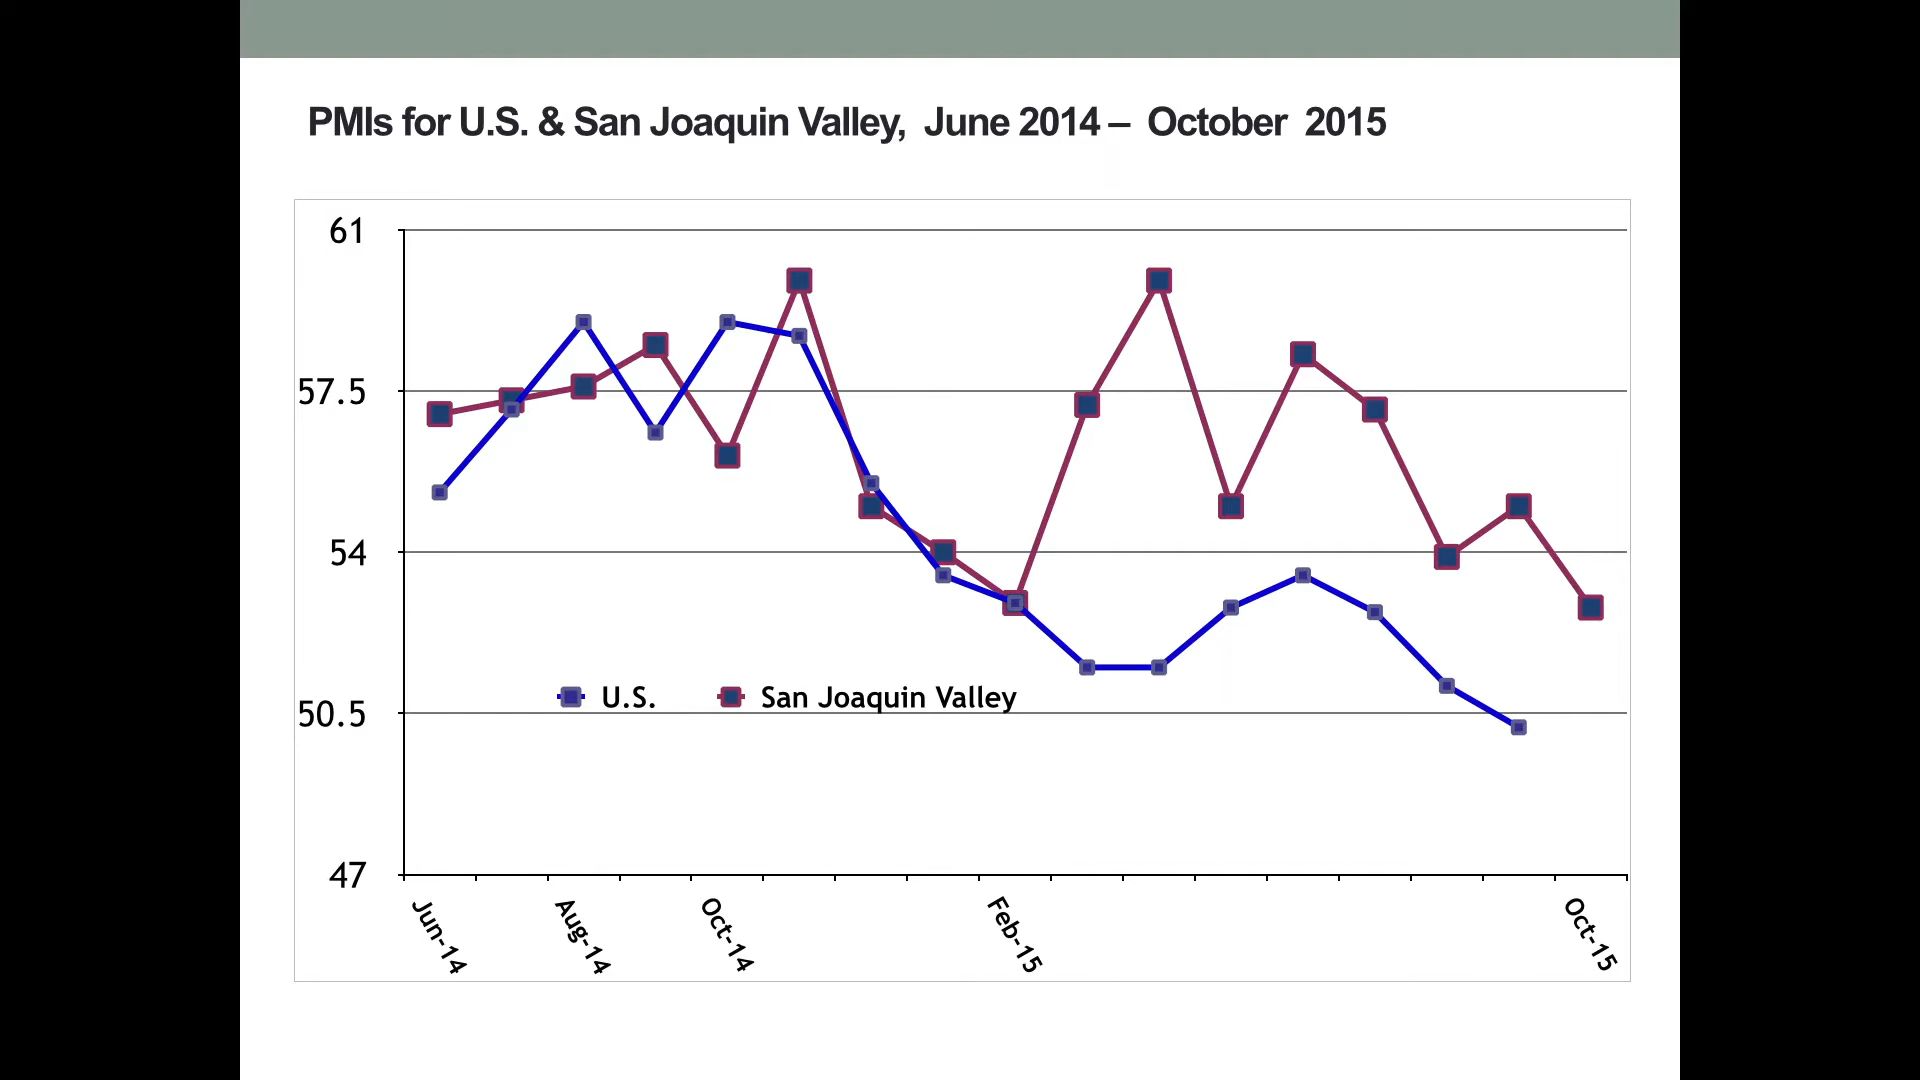 PMIs for U.S. & San Joaquin Valley, June 2014 – October 2015
61
57.5
54
50.5
47
U.S. San Joaquin Valley
Jun-14 Aug-14 Oct-14 Feb-15 Oct-15